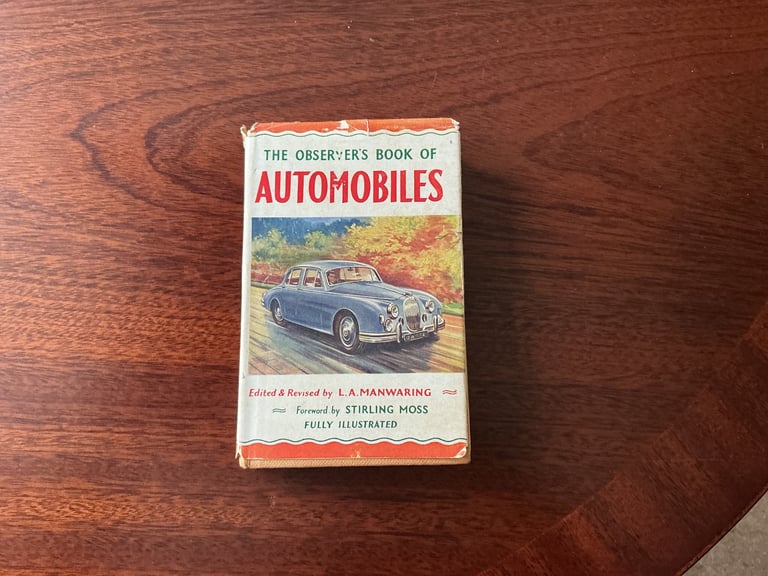 THE OBSERVER'S BOOK OF
AUTOMOBILES
Edited & Revised by L.A.MANWARING
Foreword by STIRLING MOSS
FULLY ILLUSTRATED